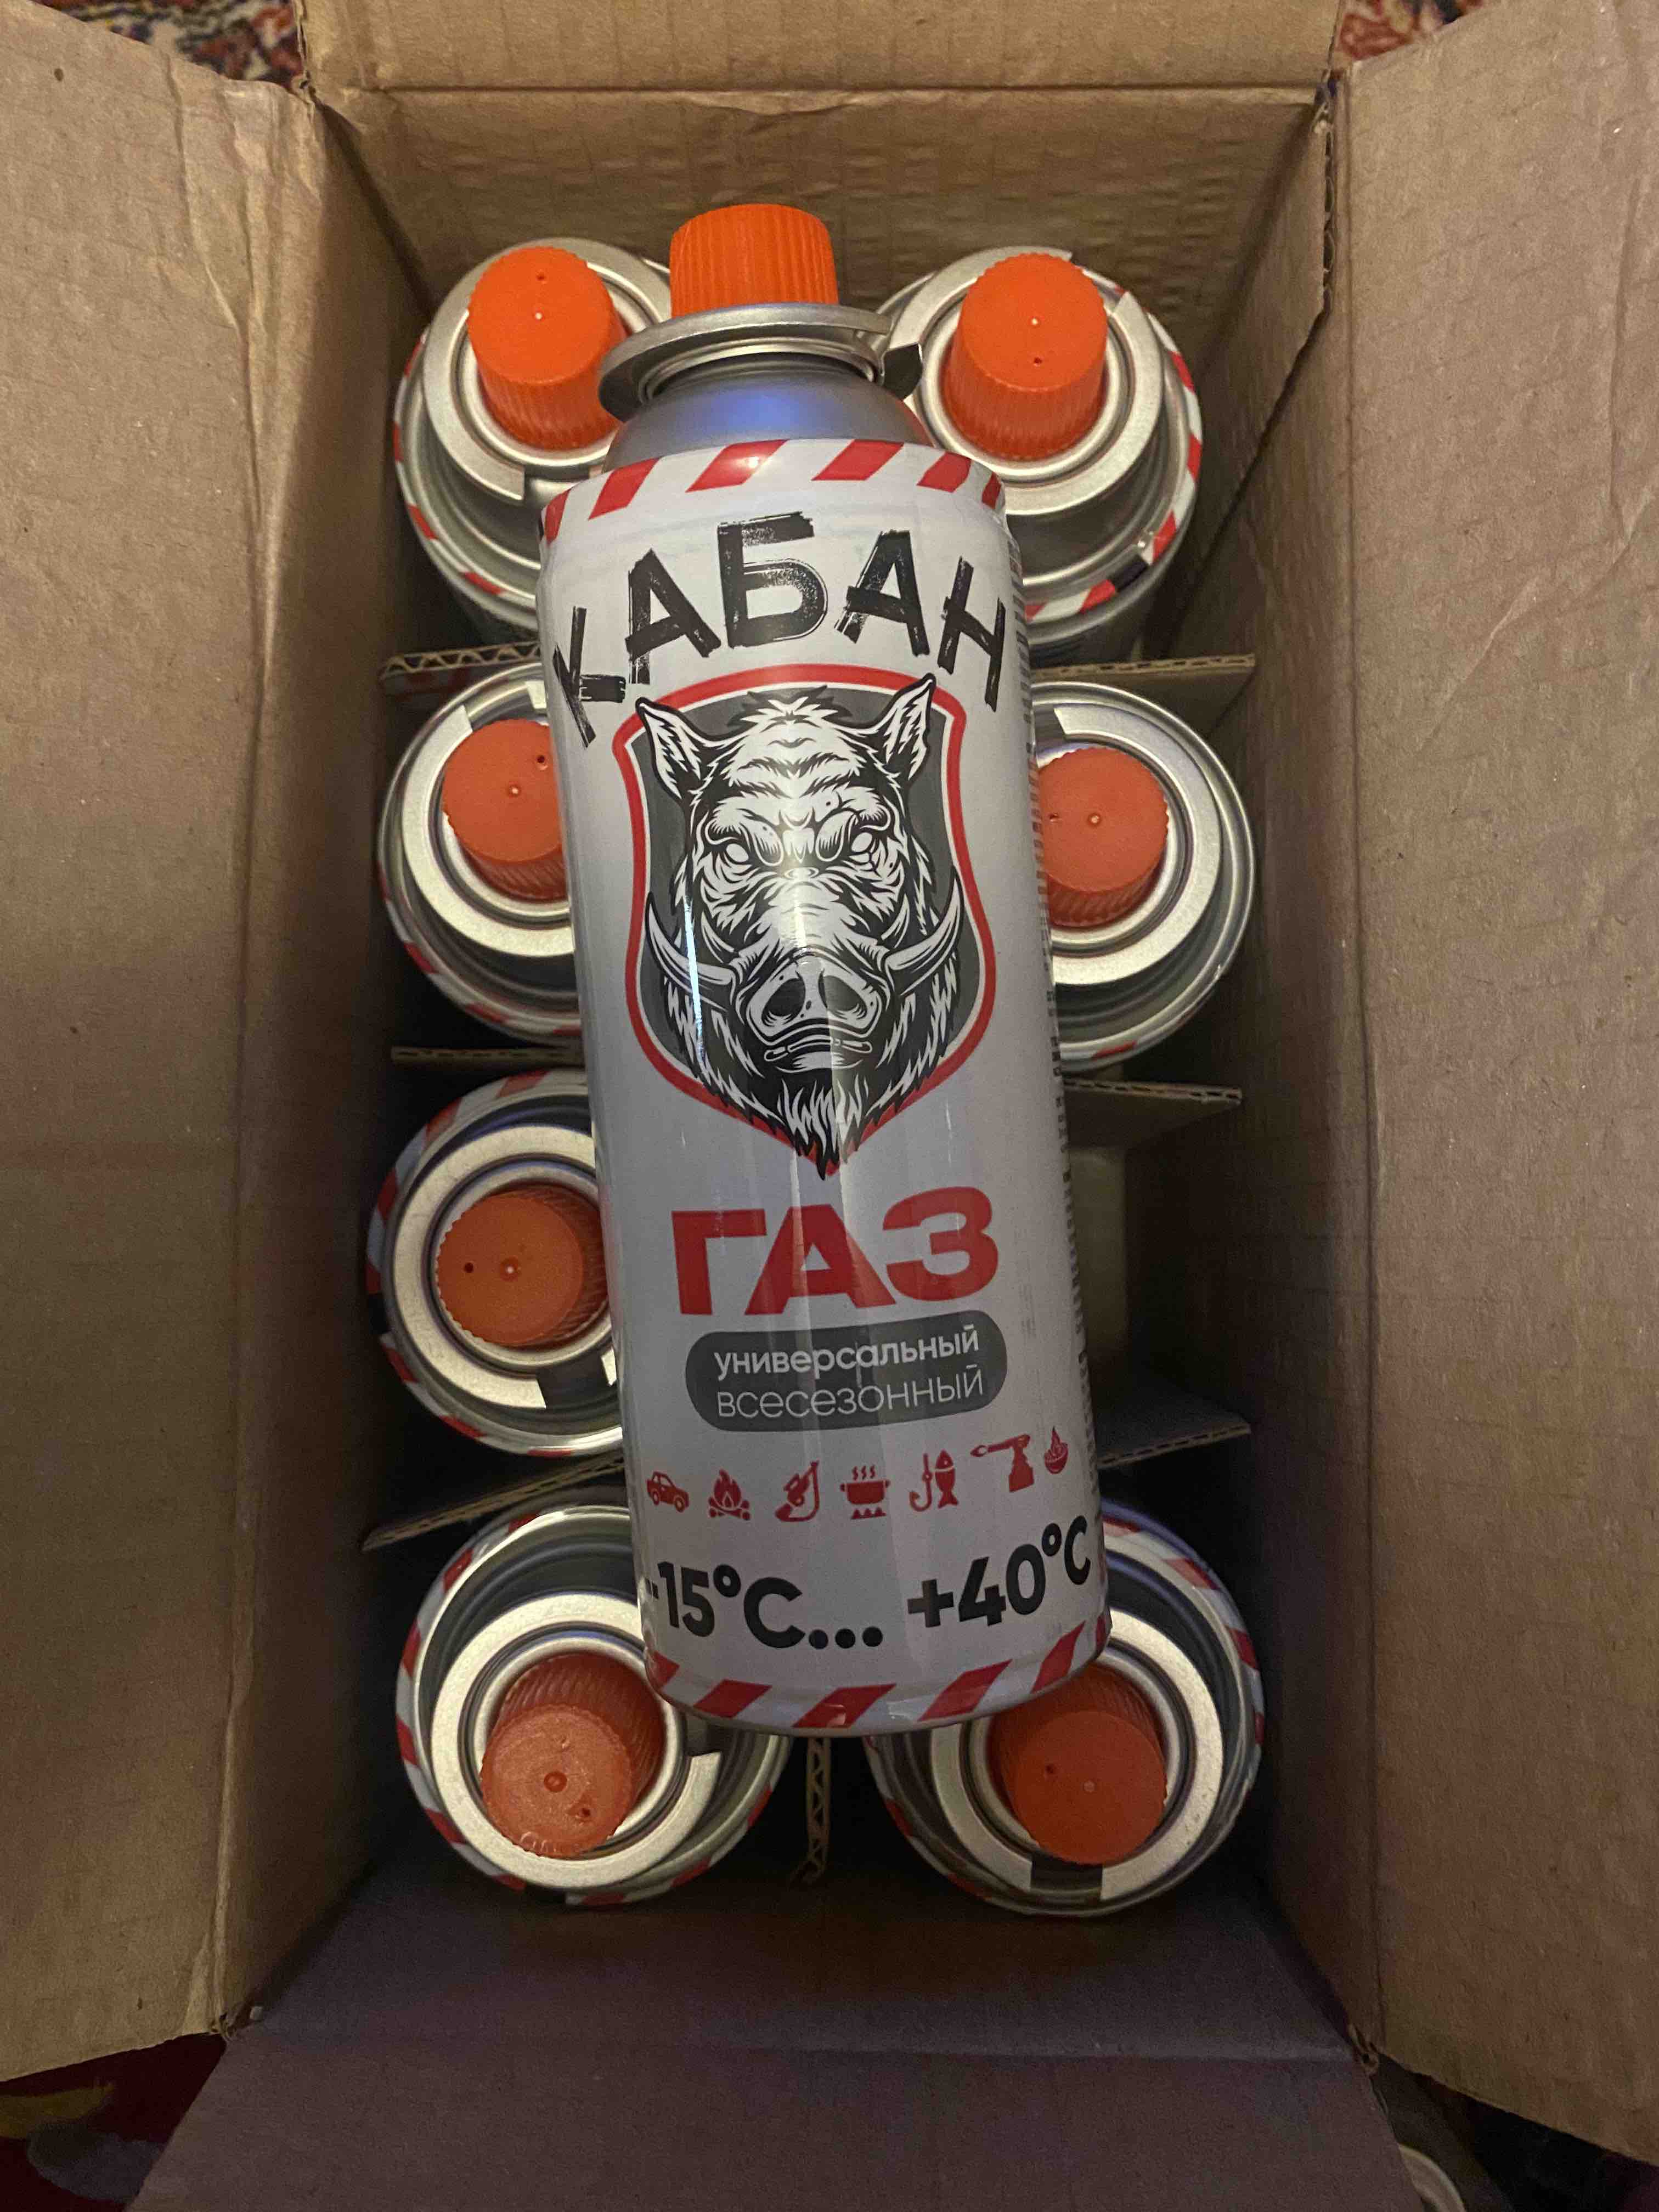 КАБАН
ГАЗ
универсальный
всесезонный
-15°C... +40°C